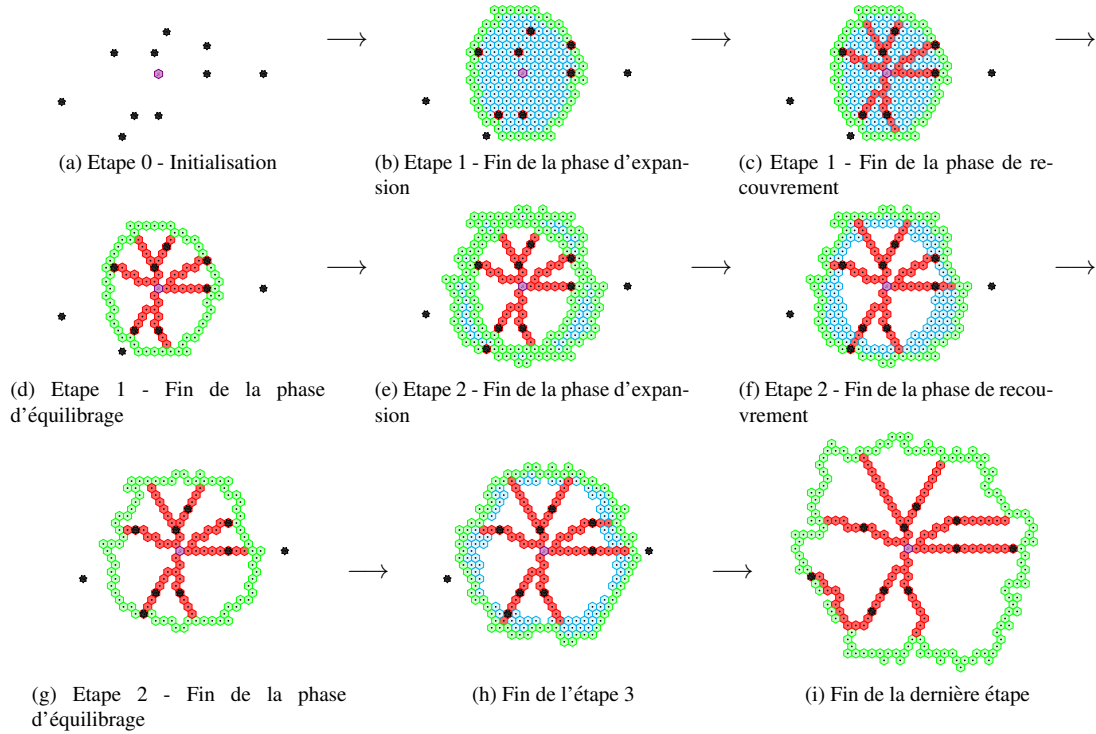 (a) Etape 0 - Initialisation
(b) Etape 1 - Fin de la phase d'expan-
sion
(c) Etape 1 - Fin de la phase de re-
couvrement
(d) Etape 1 - Fin de la phase
d'équilibrage
(e) Etape 2 - Fin de la phase d'expan-
sion
(f) Etape 2 - Fin de la phase de recou-
vrement
(g) Etape 2 - Fin de la phase
d'équilibrage
(h) Fin de l'étape 3
(i) Fin de la dernière étape